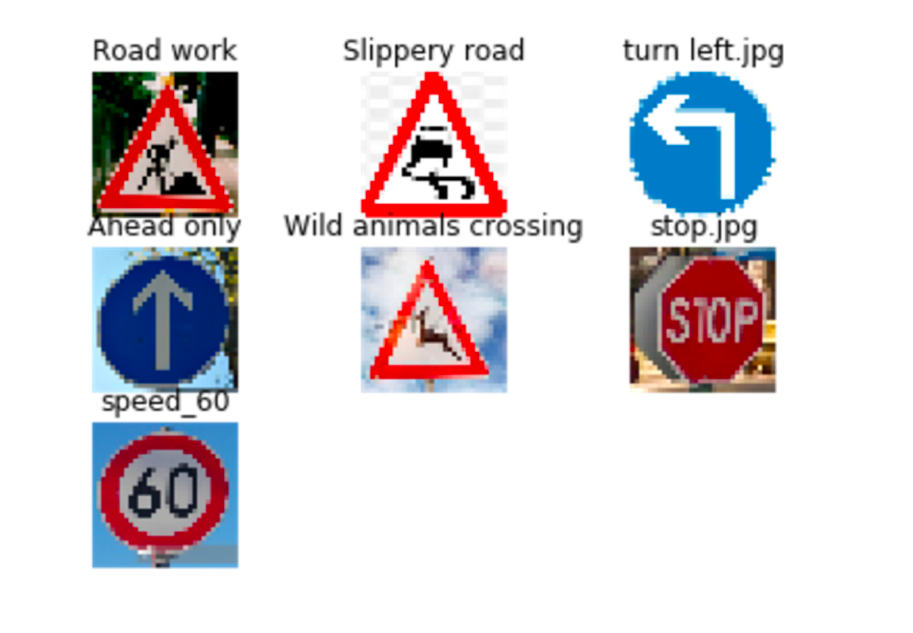 Road work
Slippery road
turn left.jpg
Ahead only
Wild animals crossing
stop.jpg
STOP
speed_60
60